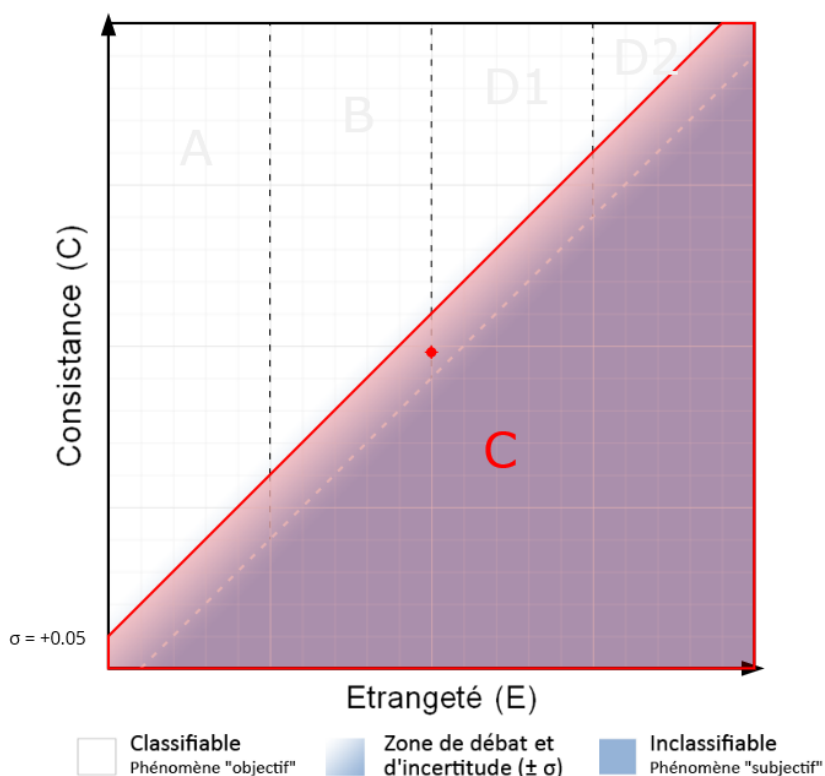 D2
D1
B
A
Consistance (C)
C
σ = +0.05
Etrangeté (E)
Classifiable
Phénomène "objectif"
Zone de débat et
d'incertitude (± σ)
Inclassifiable
Phénomène "subjectif"